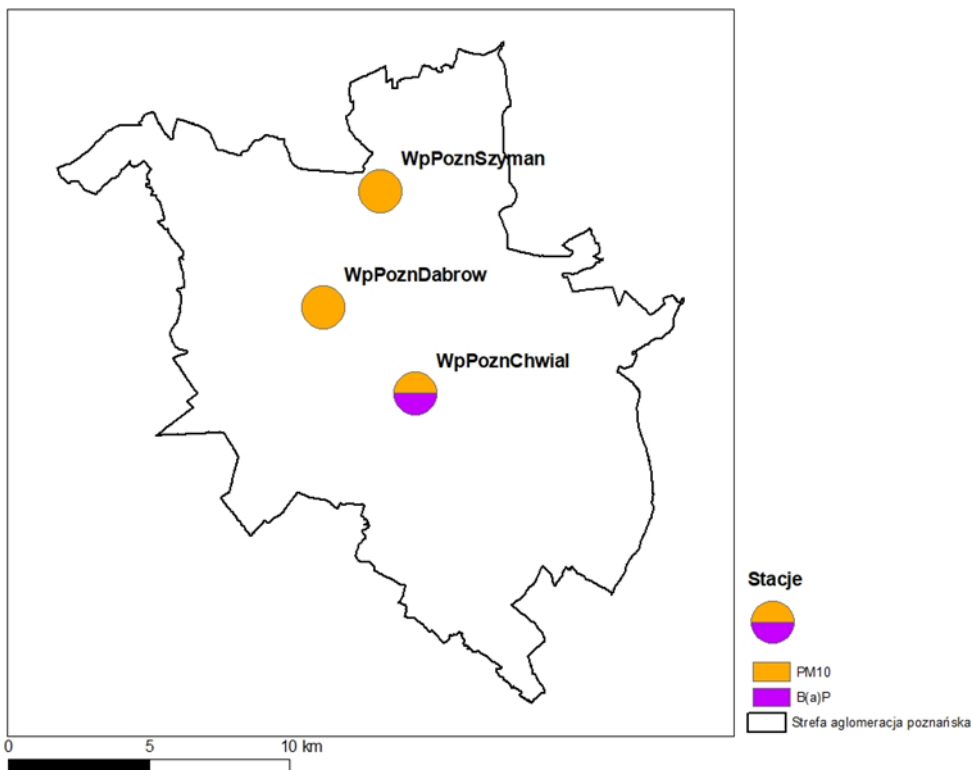 WpPoznSzyman
WpPoznDabrow
WpPoznChwial
Stacje
PM10
B(a)P
Strefa aglomeracja poznańska
0 5 10 km